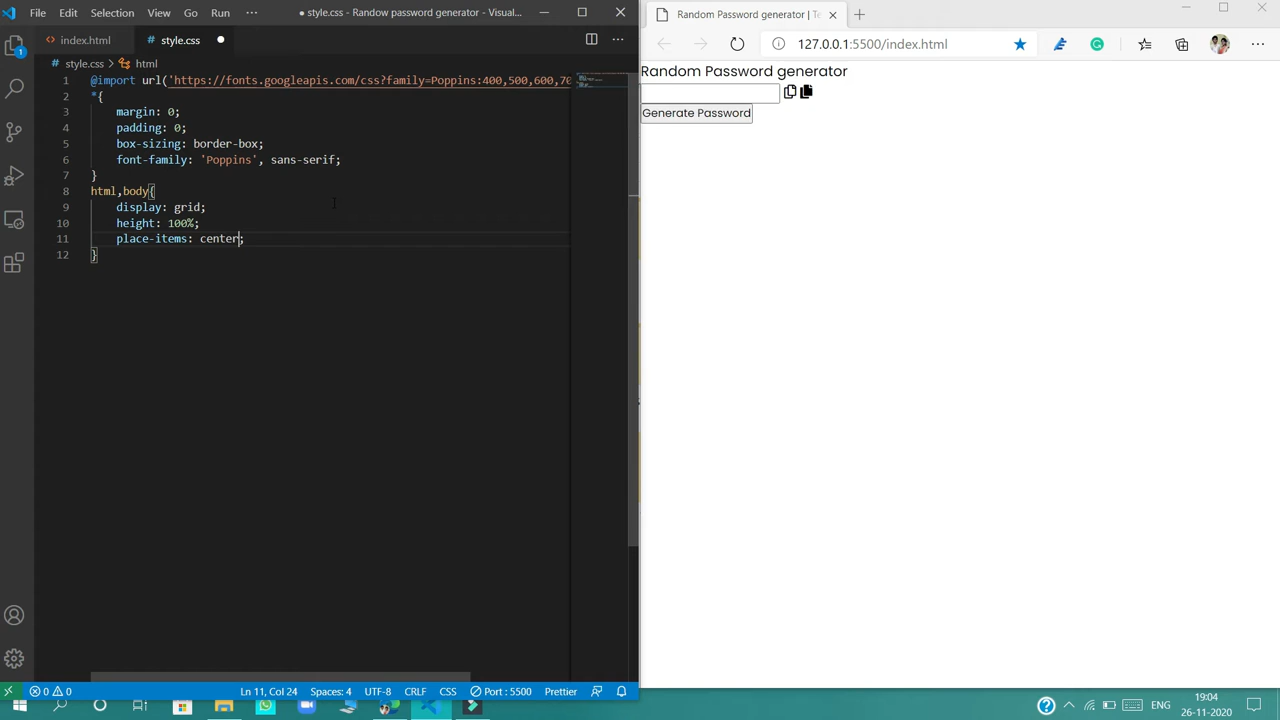 File Edit Selection View Go Run ··· ● style.css - Randow password generator - Visual...
index.html
style.css
style.css > html
1 @import url('https://fonts.googleapis.com/css?family=Poppins:400,500,600,70
2 *{
3 margin: 0;
4 padding: 0;
5 box-sizing: border-box;
6 font-family: 'Poppins', sans-serif;
7 }
8 html,body{
9 display: grid;
10 height: 100%;
11 place-items: center;
12 }
1
0 0 Ln 11, Col 24 Spaces: 4 UTF-8 CRLF CSS Port : 5500 Prettier
Random Password generator | Te
127.0.0.1:5500/index.html
Random Password generator
Generate Password
ENG
19:04
26-11-2020